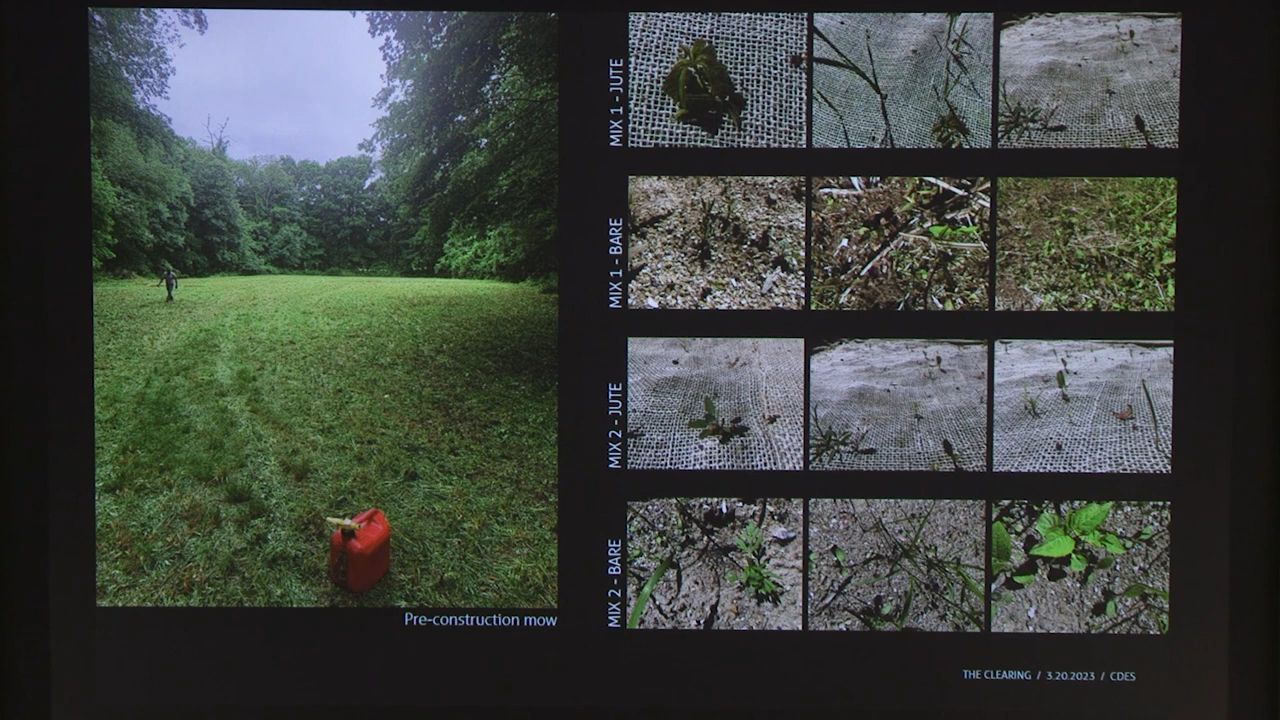 MIX 1 - JUTE
MIX 1 - BARE
MIX 2 - JUTE
MIX 2 - BARE
Pre-construction mow
THE CLEARING / 3.20.2023 / CDES